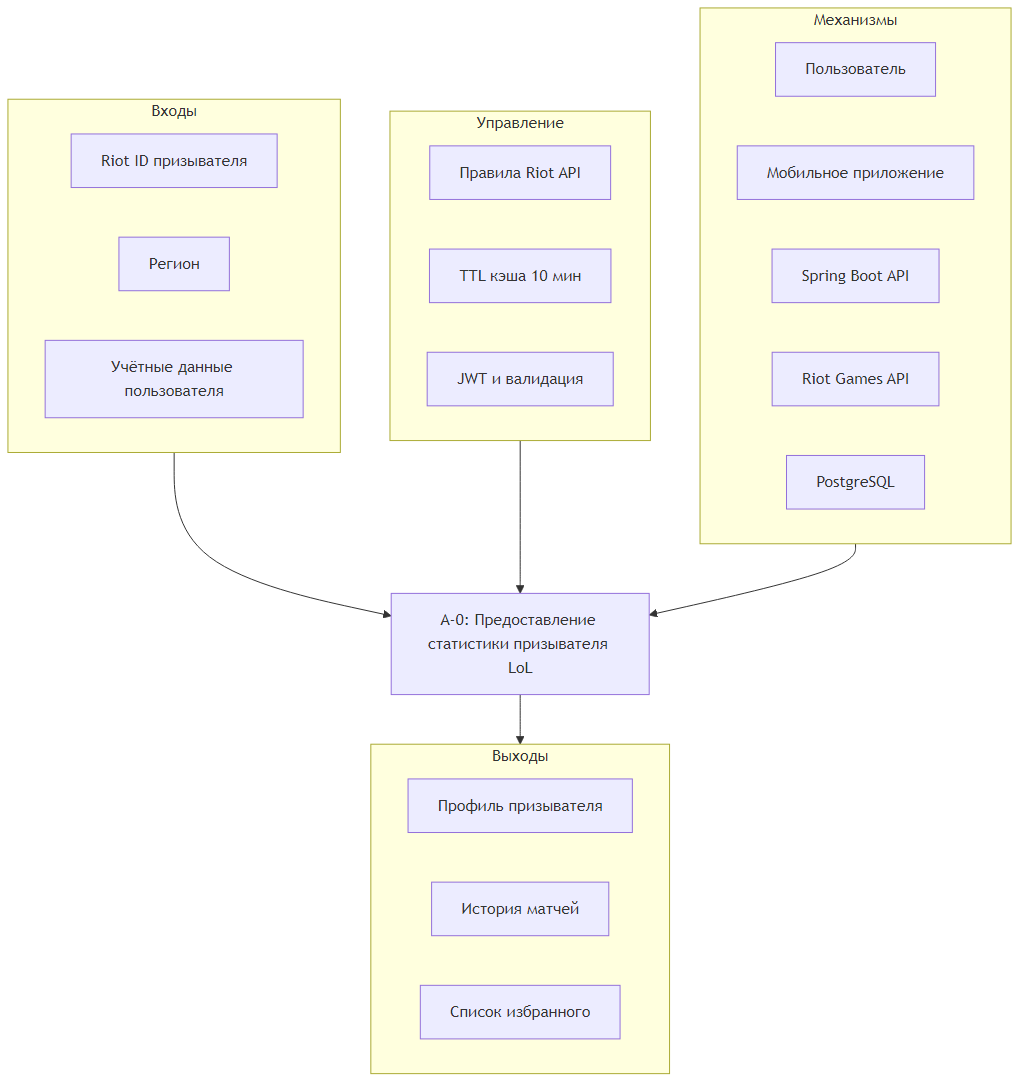 Входы
Riot ID призывателя
Регион
Учётные данные
пользователя
Управление
Правила Riot API
TTL кэша 10 мин
JWT и валидация
Механизмы
Пользователь
Мобильное приложение
Spring Boot API
Riot Games API
PostgreSQL
A-0: Предоставление
статистики призывателя
LoL
Выходы
Профиль призывателя
История матчей
Список избранного